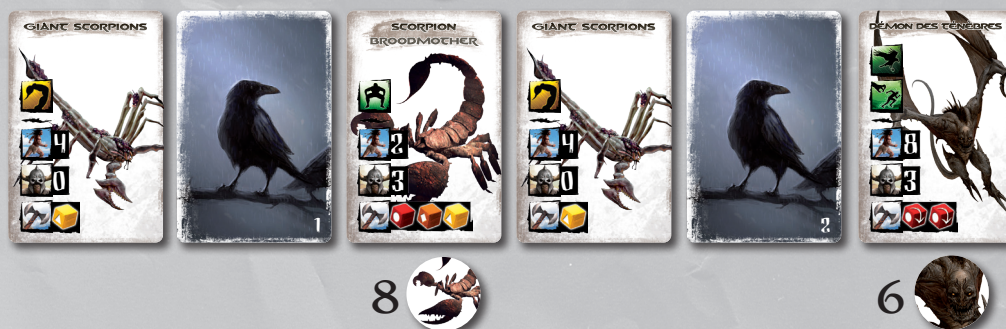 GIANT SCORPIONS
4
0
1
SCORPION
BROODMOTHER
2
3
GIANT SCORPIONS
4
0
2
DÉMON DES TÉNÈBRES
8
3
8
6